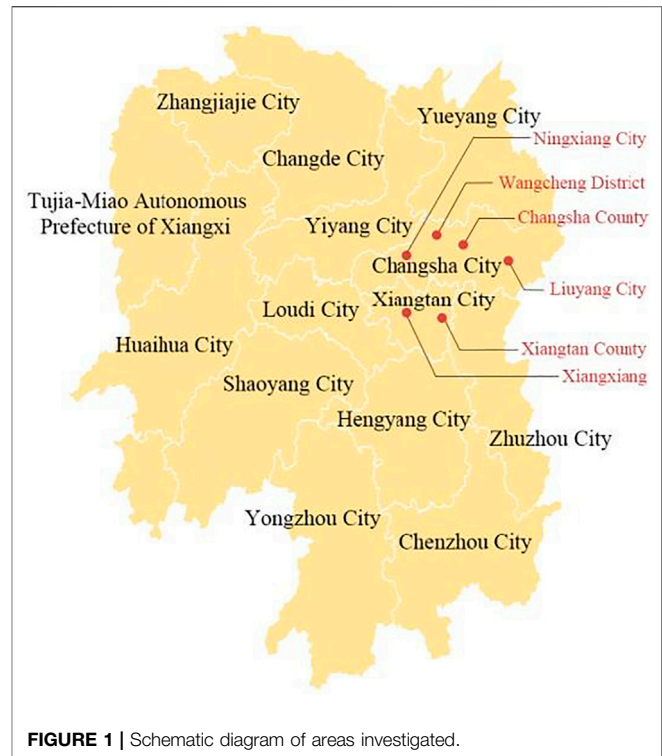 Zhangjiajie City
Yueyang City
Ningxiang City
Changde City
Wangcheng District
Tujia-Miao Autonomous
Prefecture of Xiangxi
Yiyang City
Changsha County
Changsha City
Liuyang City
Xiangtan City
Loudi City
Huaihua City
Xiangtan County
Xiangxiang
Shaoyang City
Hengyang City
Zhuzhou City
Yongzhou City
Chenzhou City
FIGURE 1 | Schematic diagram of areas investigated.